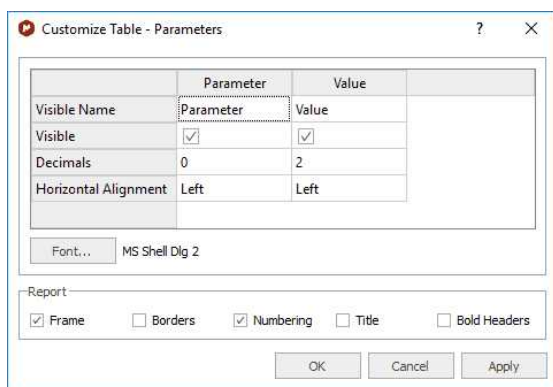 Customize Table - Parameters ?
Parameter Value
Visible Name Parameter Value
Visible
Decimals 0 2
Horizontal Alignment Left Left
Font... MS Shell Dlg 2
Report
Frame Borders Numbering Title Bold Headers
OK Cancel Apply